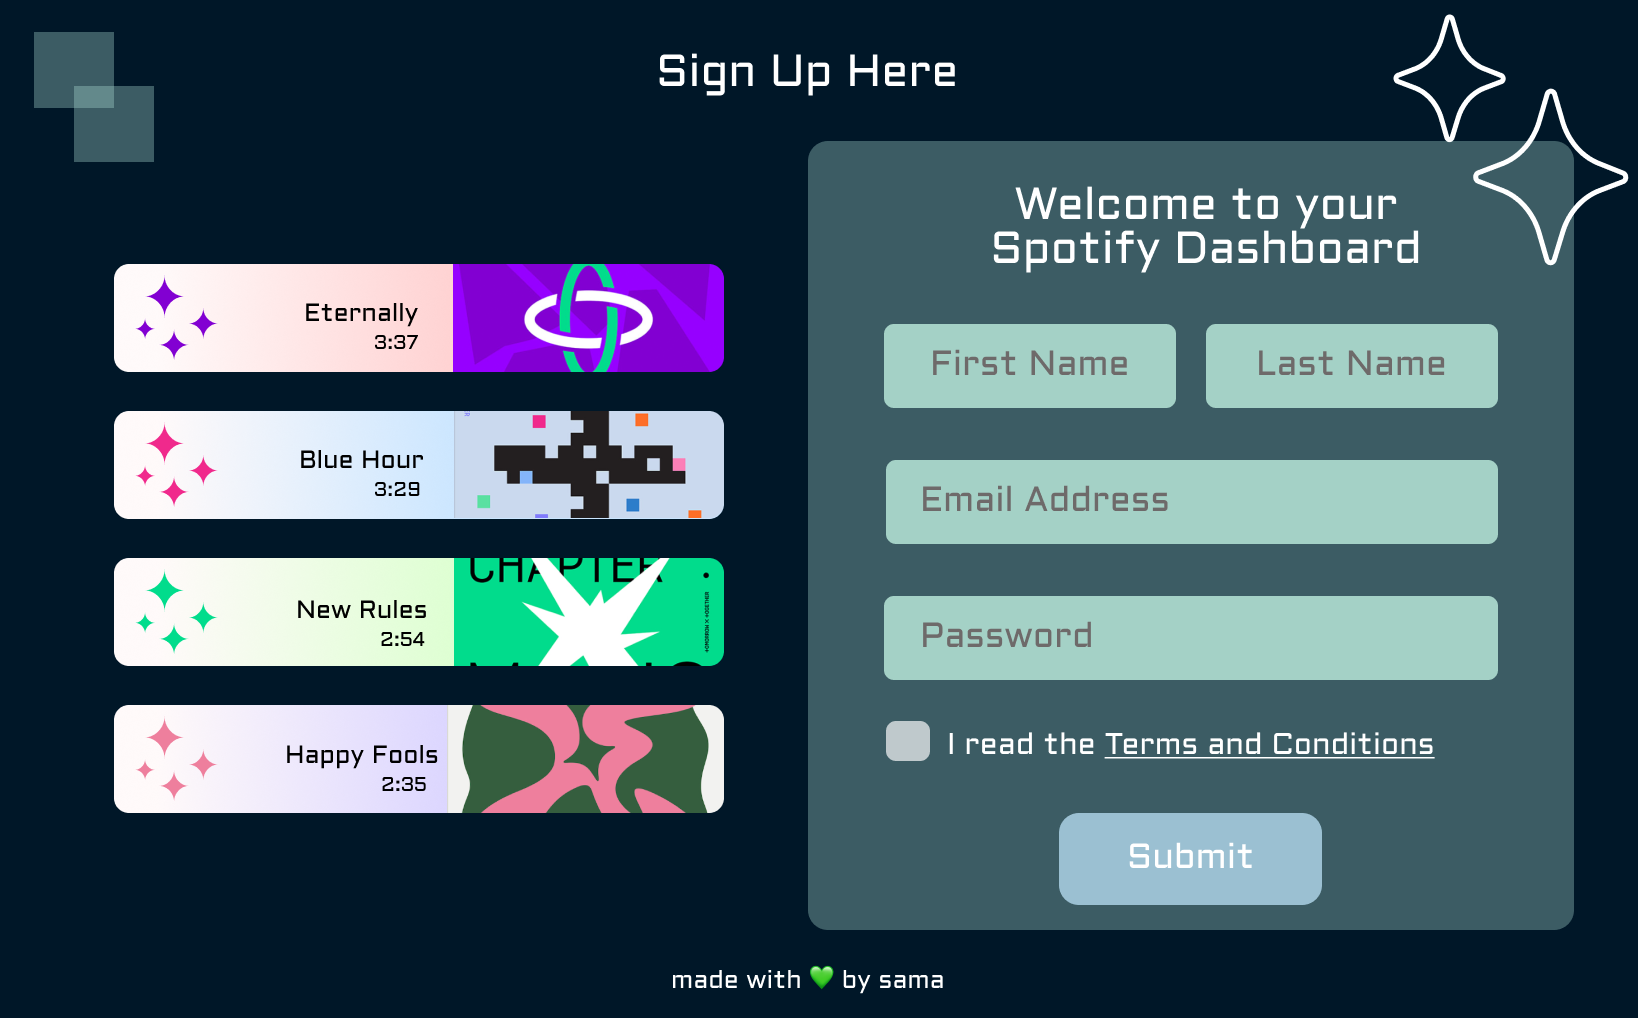 Sign Up Here
Eternally
3:37
Blue Hour
3:29
New Rules
2:54
CHAPTER
TOMORROW X TOGETHER
Happy Fools
2:35
Welcome to your
Spotify Dashboard
First Name
Last Name
Email Address
Password
I read the Terms and Conditions
Submit
made with 💚 by sama